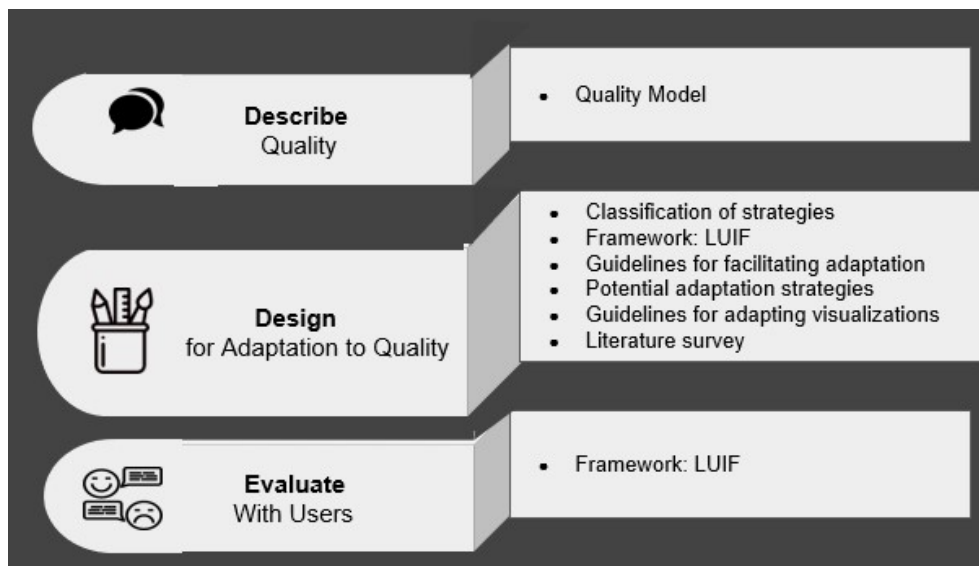 Describe
Quality
• Quality Model
Design
for Adaptation to Quality
• Classification of strategies
• Framework: LUIF
• Guidelines for facilitating adaptation
• Potential adaptation strategies
• Guidelines for adapting visualizations
• Literature survey
Evaluate
With Users
• Framework: LUIF